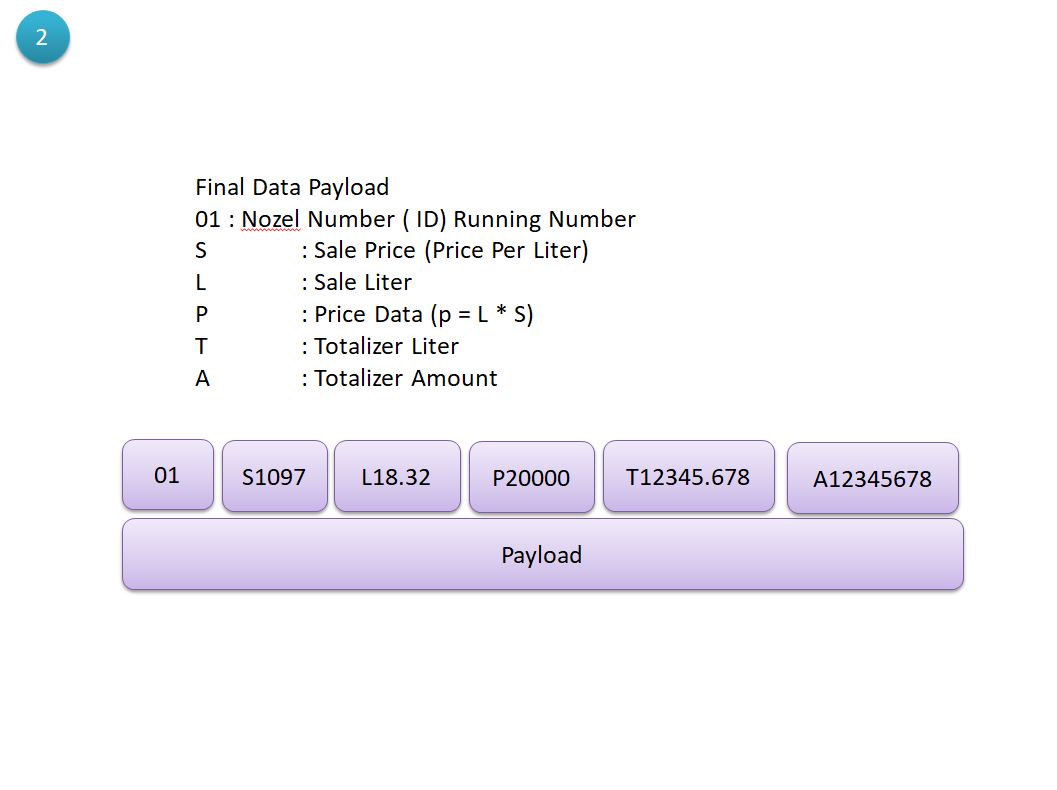 2
Final Data Payload
01 : Nozel Number ( ID) Running Number
S : Sale Price (Price Per Liter)
L : Sale Liter
P : Price Data (p = L * S)
T : Totalizer Liter
A : Totalizer Amount
01 S1097 L18.32 P20000 T12345.678 A12345678
Payload